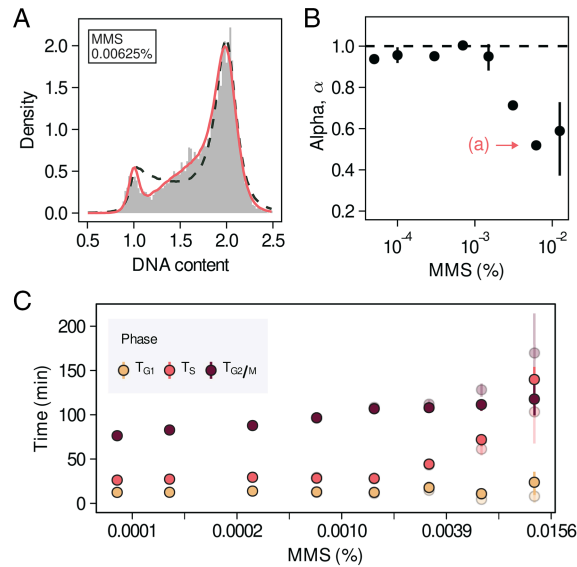 A
MMS
0.00625%
2.0
1.5
1.0
0.5
0.0
Density
0.5 1.0 1.5 2.0 2.5
DNA content
B
1.0
0.8
0.6
0.4
0.2
Alpha, α
(a)
10⁻⁴ 10⁻³ 10⁻²
MMS (%)
C
200
150
100
50
0
Time (min)
Phase
T_G1 T_S T_G2/M
0.0001 0.0002 0.0010 0.0039 0.0156
MMS (%)